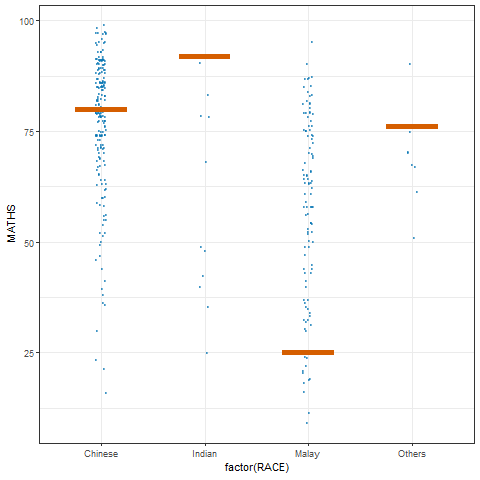 100
75
50
25
MATHS
Chinese
Indian
Malay
Others
factor(RACE)